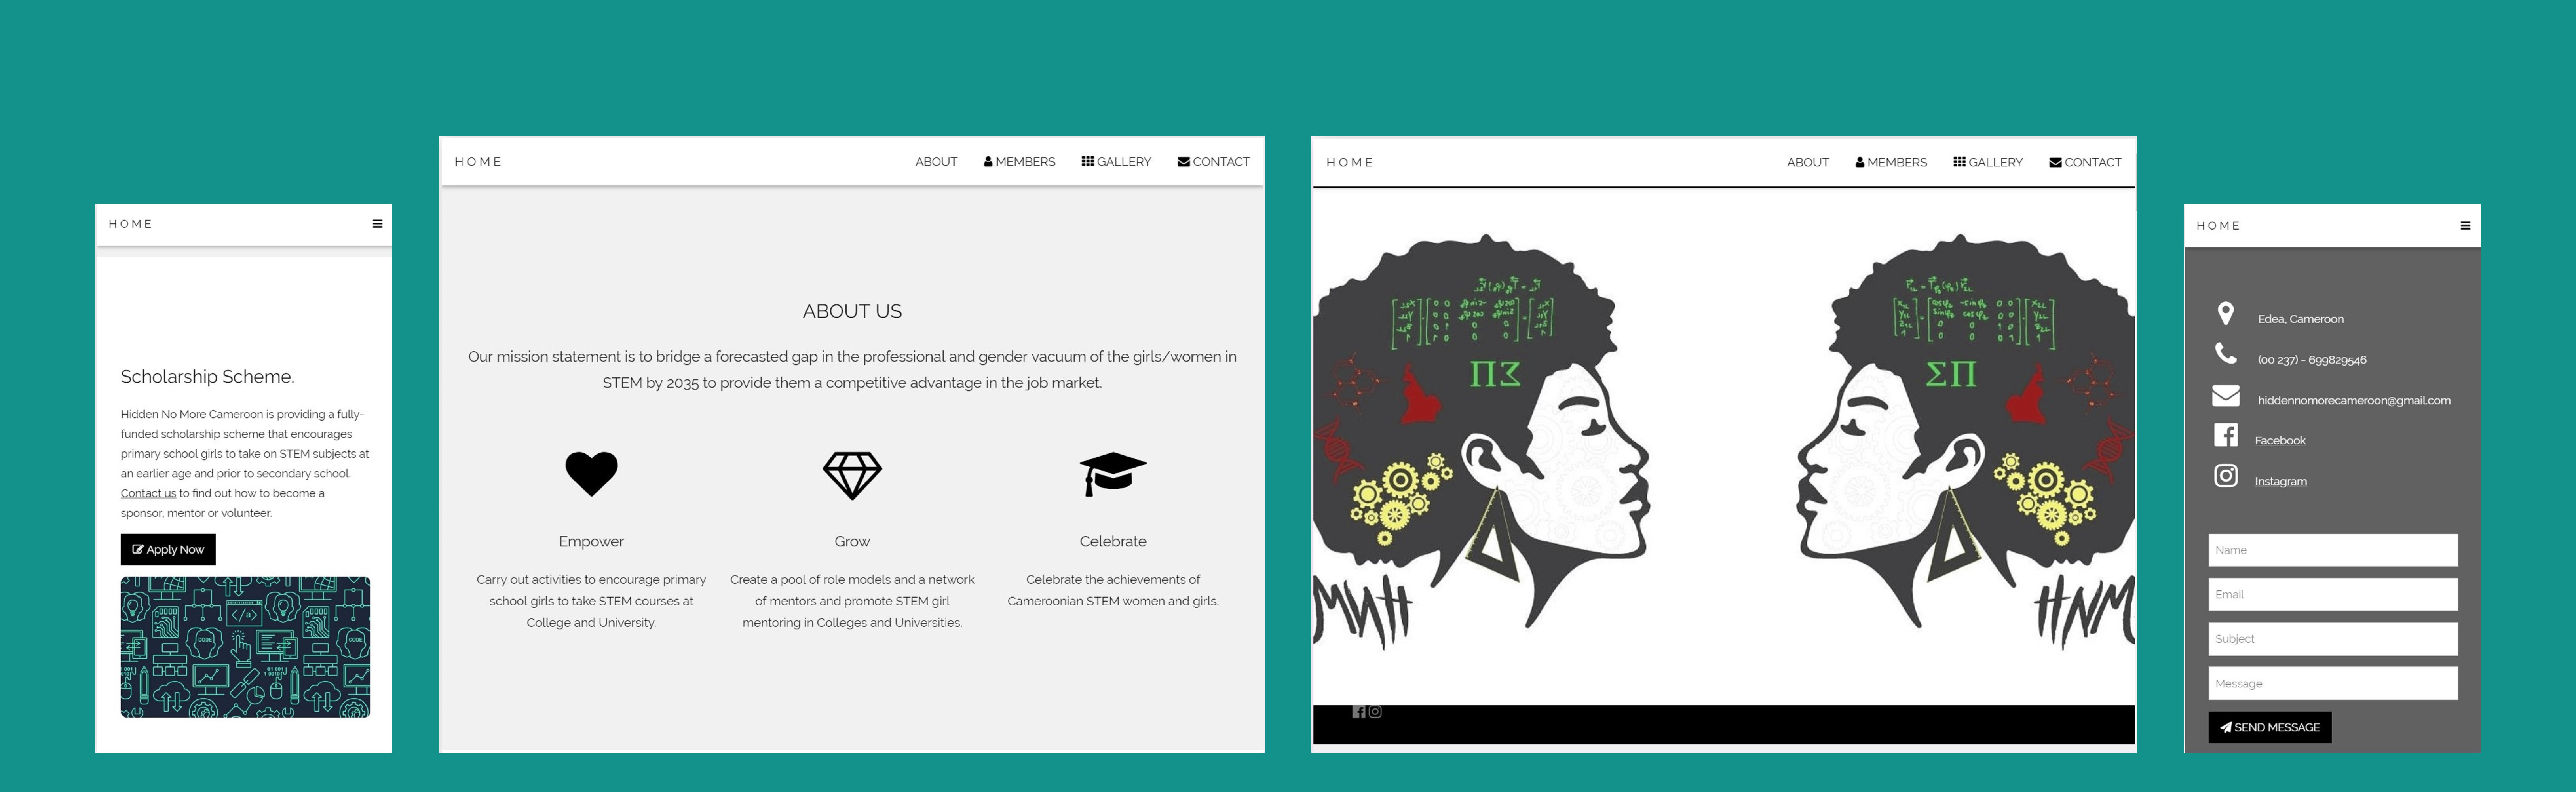 HOME
Scholarship Scheme.
Hidden No More Cameroon is providing a fully-
funded scholarship scheme that encourages
primary school girls to take on STEM subjects at
an earlier age and prior to secondary school.
Contact us to find out how to become a
sponsor, mentor or volunteer.
Apply Now
CODE
CODE
HOME ABOUT MEMBERS GALLERY CONTACT
ABOUT US
Our mission statement is to bridge a forecasted gap in the professional and gender vacuum of the girls/women in
STEM by 2035 to provide them a competitive advantage in the job market.
Empower
Carry out activities to encourage primary
school girls to take STEM courses at
College and University.
Grow
Create a pool of role models and a network
of mentors and promote STEM girl
mentoring in Colleges and Universities.
Celebrate
Celebrate the achievements of
Cameroonian STEM women and girls.
HOME ABOUT MEMBERS GALLERY CONTACT
ΣΠ
HNM
HOME
Edea, Cameroon
(00 237) - 699829546
hiddennomorecameroon@gmail.com
Facebook
Instagram
Name
Email
Subject
Message
SEND MESSAGE